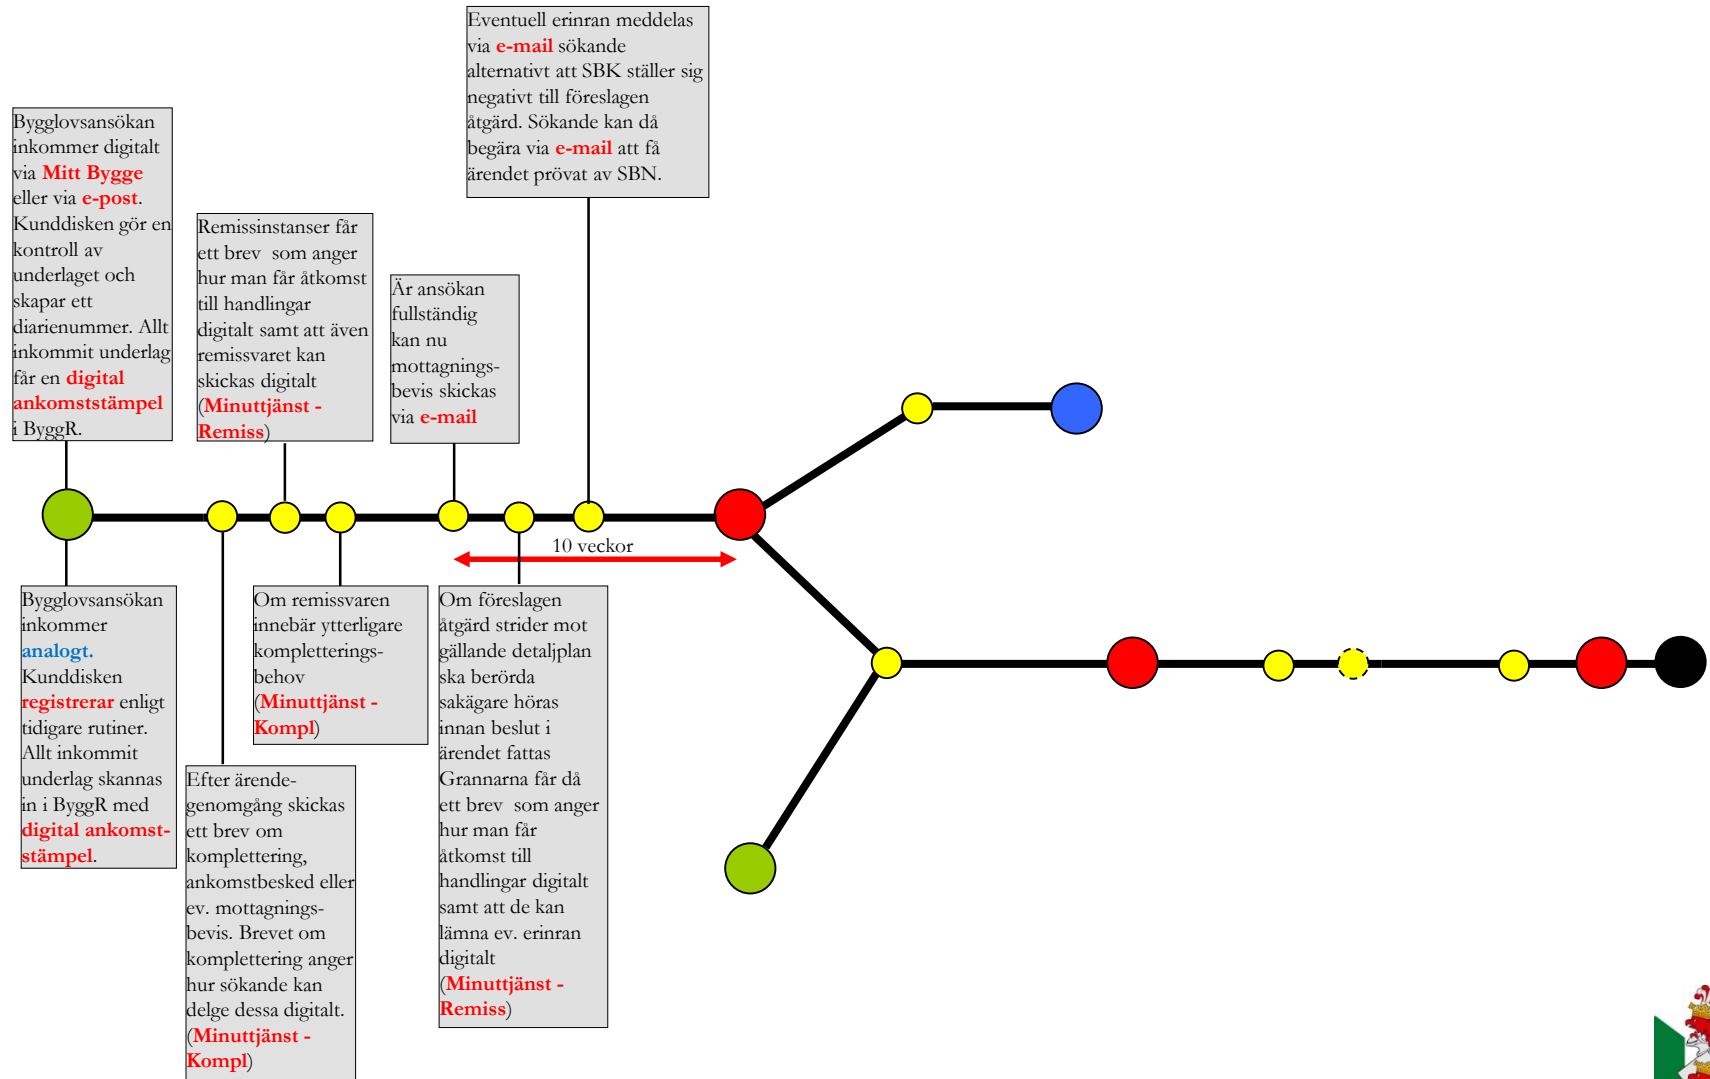 Eventuell erinran meddelas
via e-mail sökande
alternativt att SBK ställer sig
negativt till föreslagen
åtgärd. Sökande kan då
begära via e-mail att få
ärendet prövat av SBN.
Bygglovsansökan
inkommer digitalt
via Mitt Bygge
eller via e-post.
Kunddisken gör en
kontroll av
underlaget och
skapar ett
diarienummer. Allt
inkommit underlag
får en digital
ankomststämpel
i ByggR.
Remissinstanser får
ett brev som anger
hur man får åtkomst
till handlingar
digitalt samt att även
remissvaret kan
skickas digitalt
(Minuttjänst -
Remiss)
Är ansökan
fullständig
kan nu
mottagnings-
bevis skickas
via e-mail
10 veckor
Bygglovsansökan
inkommer
analogt.
Kunddisken
registrerar enligt
tidigare rutiner.
Allt inkommit
underlag skannas
in i ByggR med
digital ankomst-
stämpel.
Efter ärende-
genomgång skickas
ett brev om
komplettering,
ankomstbesked eller
ev. mottagnings-
bevis. Brevet om
komplettering anger
hur sökande kan
delge dessa digitalt.
(Minuttjänst -
Kompl)
Om remissvaren
innebär ytterligare
kompletterings-
behov
(Minuttjänst -
Kompl)
Om föreslagen
åtgärd strider mot
gällande detaljplan
ska berörda
sakägare höras
innan beslut i
ärendet fattas
Grannarna får då
ett brev som anger
hur man får
åtkomst till
handlingar digitalt
samt att de kan
lämna ev. erinran
digitalt
(Minuttjänst -
Remiss)